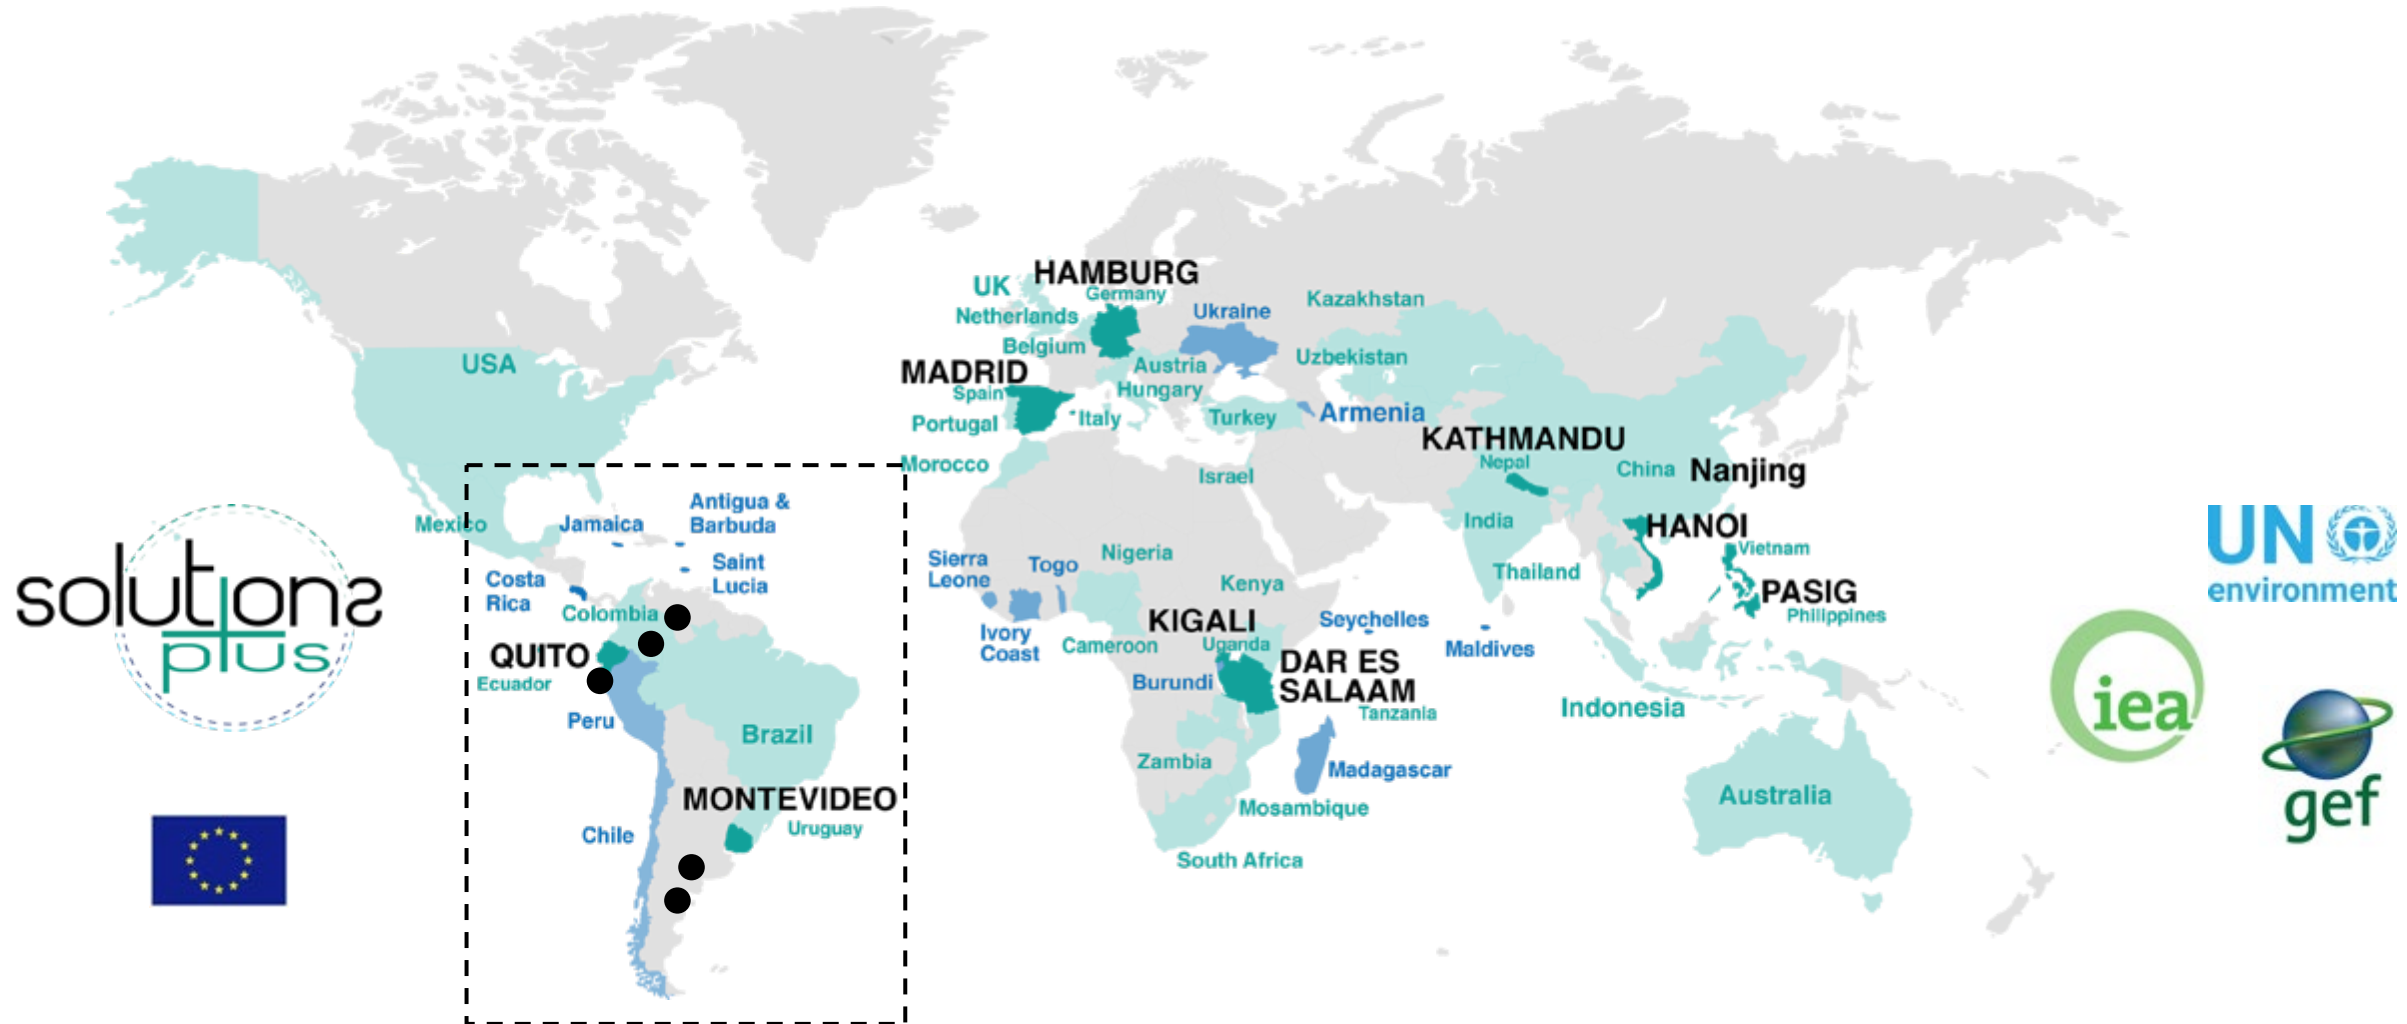 HAMBURG
UK
Germany
Netherlands
Ukraine
Kazakhstan
Belgium
USA
Austria
Uzbekistan
MADRID
Spain
Hungary
Portugal
Italy
Turkey
Armenia
KATHMANDU
Morocco
Israel
Nepal
China
Nanjing
Mexico
Jamaica
Antigua &
Barbuda
India
HANOI
Vietnam
Saint
Lucia
Costa
Rica
Colombia
Sierra
Leone
Togo
Nigeria
Kenya
Thailand
PASIG
Philippines
QUITO
Ecuador
Ivory
Coast
Cameroon
KIGALI
Uganda
Seychelles
Maldives
Burundi
DAR ES
SALAAM
Tanzania
Peru
Brazil
Indonesia
Zambia
Madagascar
MONTEVIDEO
Uruguay
Chile
Mosambique
South Africa
Australia
solutions
plus
UN
environment
iea
gef